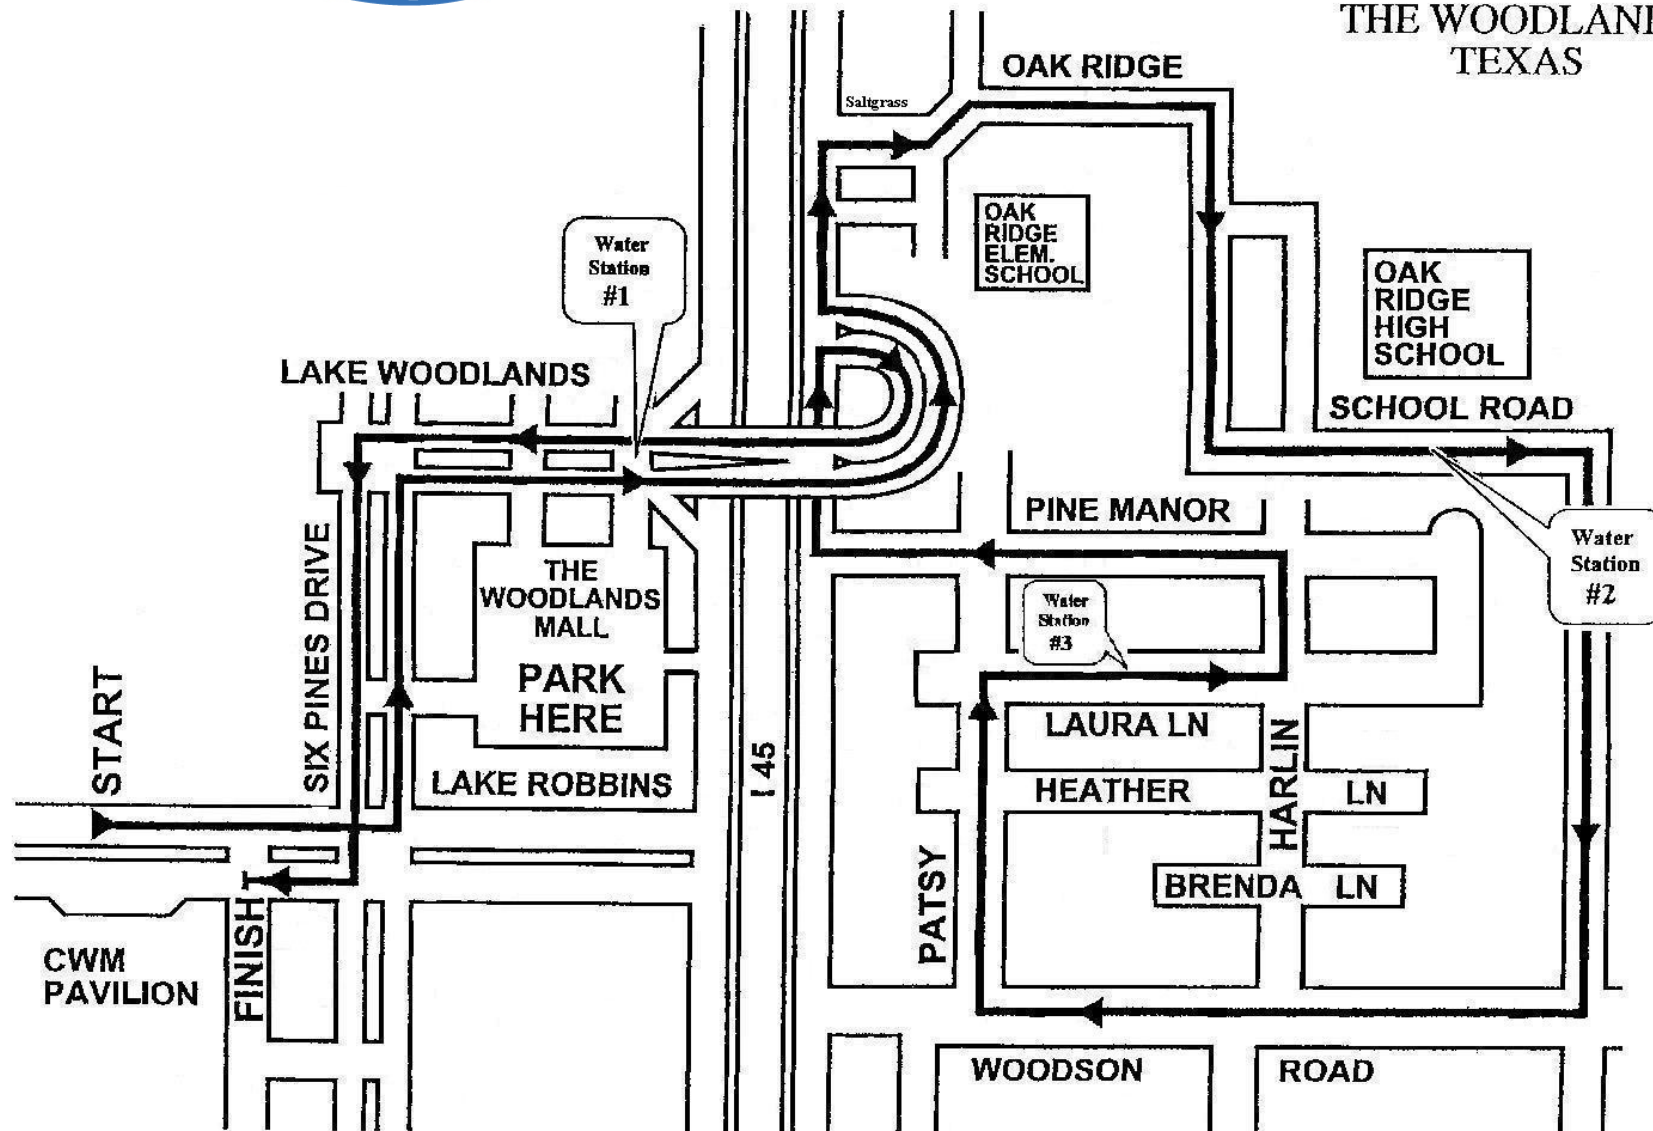 THE WOODLAN
TEXAS
OAK RIDGE
Saltgrass
OAK
RIDGE
ELEM.
SCHOOL
Water
Station
#1
OAK
RIDGE
HIGH
SCHOOL
LAKE WOODLANDS
SCHOOL ROAD
PINE MANOR
Water
Station
#2
SIX PINES DRIVE
THE
WOODLANDS
MALL
PARK
HERE
Water
Station
#3
START
LAURA LN
HARLIN
I 45
LAKE ROBBINS
HEATHER LN
BRENDA LN
PATSY
FINISH
CWM
PAVILION
WOODSON ROAD